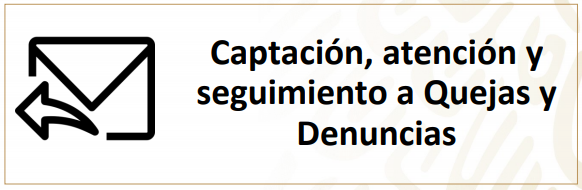 Captación, atención y
seguimiento a Quejas y
Denuncias